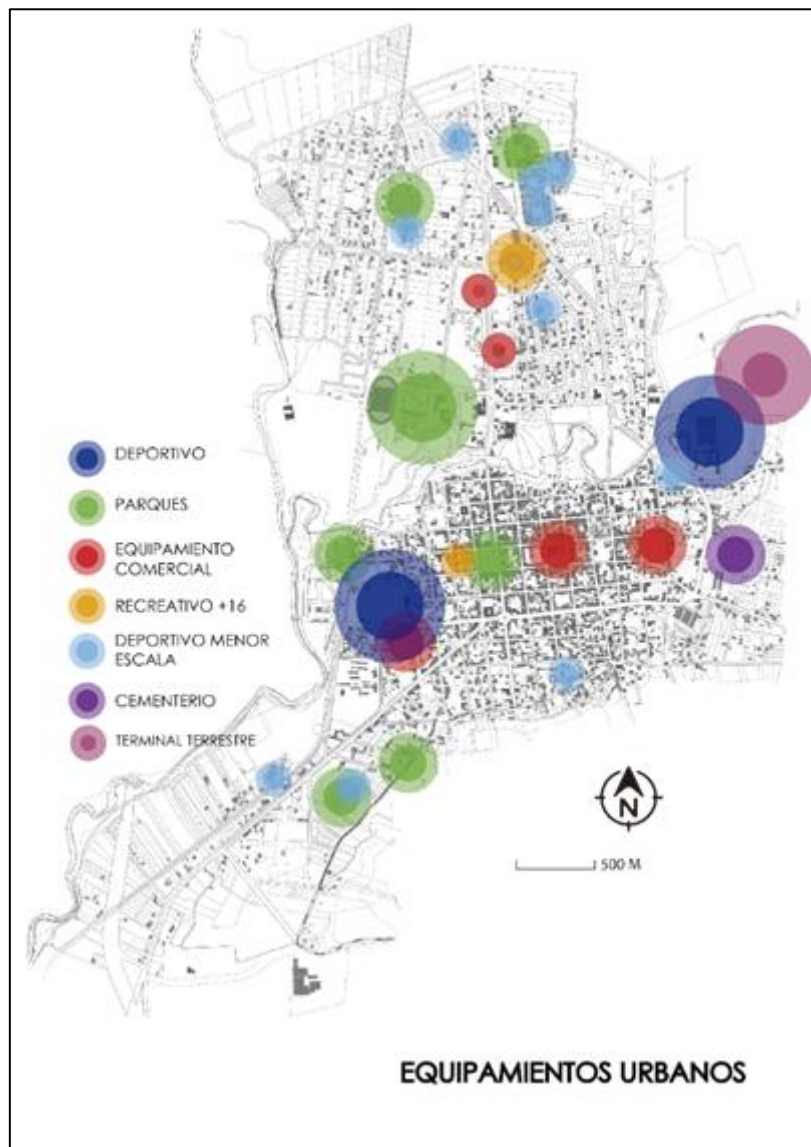 DEPORTIVO
PARQUES
EQUIPAMIENTO
COMERCIAL
RECREATIVO +16
DEPORTIVO MENOR
ESCALA
CEMENTERIO
TERMINAL TERRESTRE
N
500 M
EQUIPAMIENTOS URBANOS